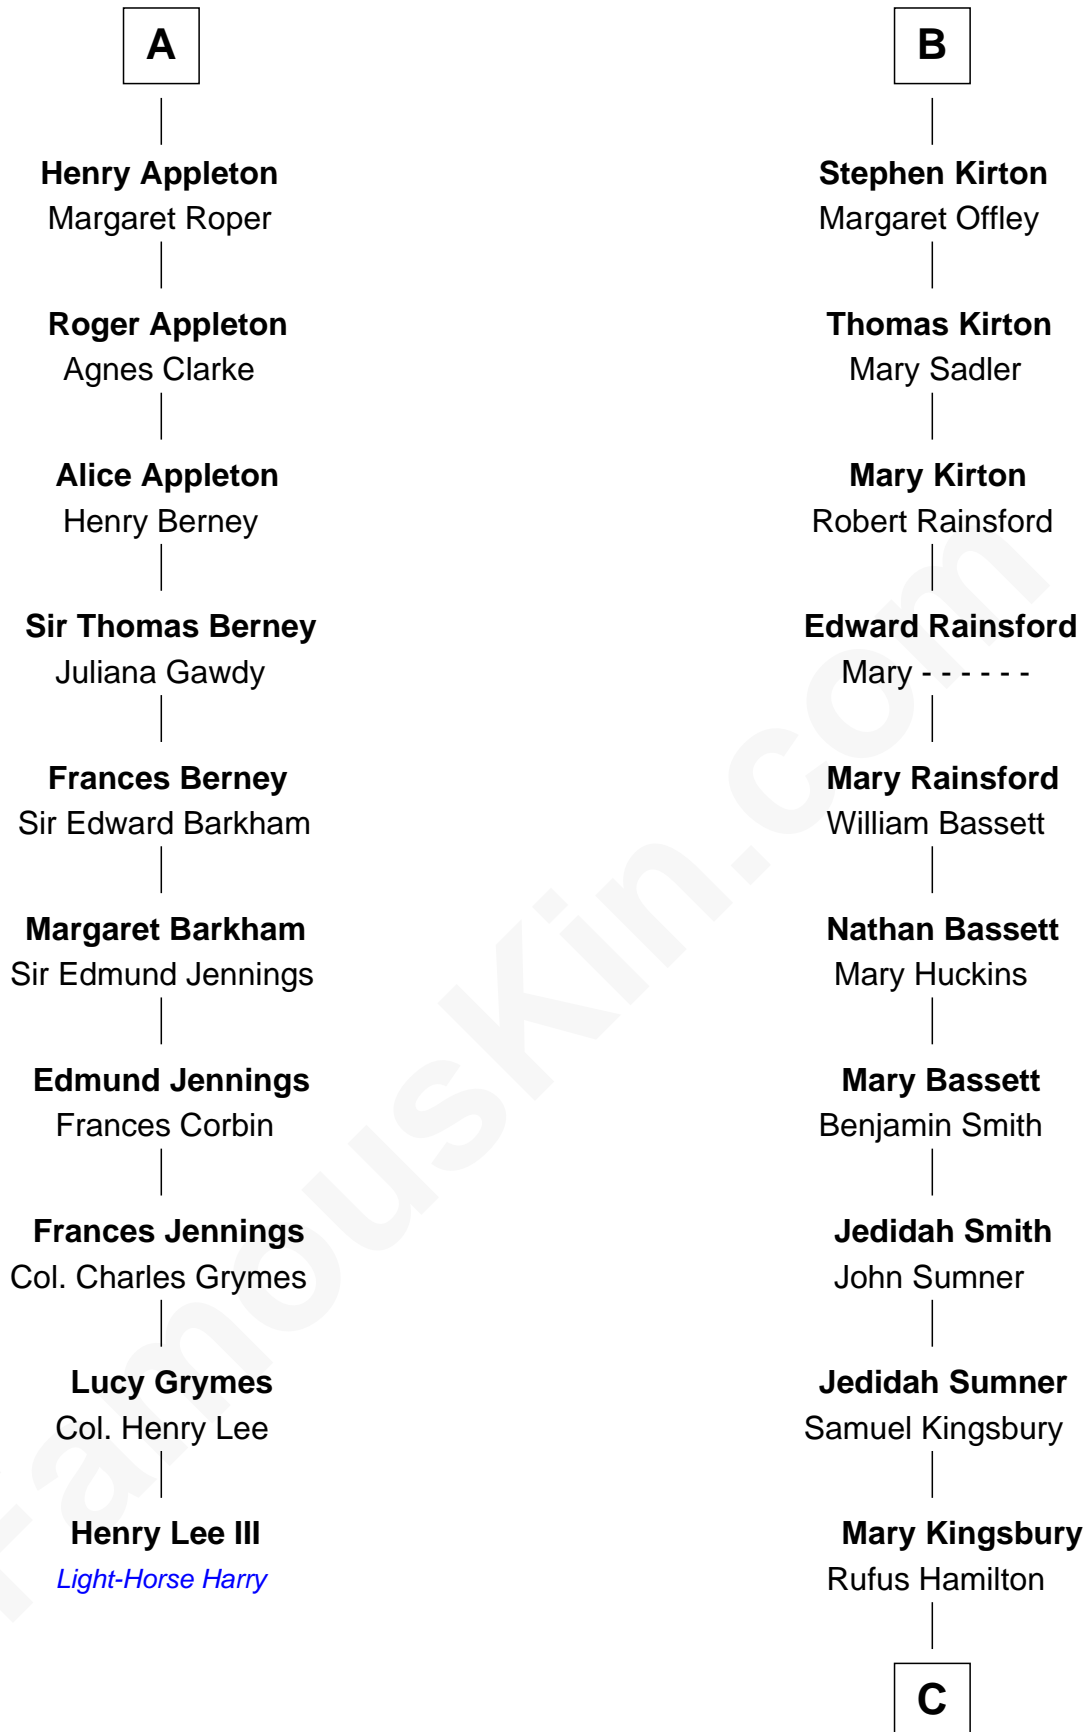 A
Henry Appleton
Margaret Roper
Roger Appleton
Agnes Clarke
Alice Appleton
Henry Berney
Sir Thomas Berney
Juliana Gawdy
Frances Berney
Sir Edward Barkham
Margaret Barkham
Sir Edmund Jennings
Edmund Jennings
Frances Corbin
Frances Jennings
Col. Charles Grymes
Lucy Grymes
Col. Henry Lee
Henry Lee III
Light-Horse Harry
B
Stephen Kirton
Margaret Offley
Thomas Kirton
Mary Sadler
Mary Kirton
Robert Rainsford
Edward Rainsford
Mary - - - - - -
Mary Rainsford
William Bassett
Nathan Bassett
Mary Huckins
Mary Bassett
Benjamin Smith
Jedidah Smith
John Sumner
Jedidah Sumner
Samuel Kingsbury
Mary Kingsbury
Rufus Hamilton
C
FamousKin.com